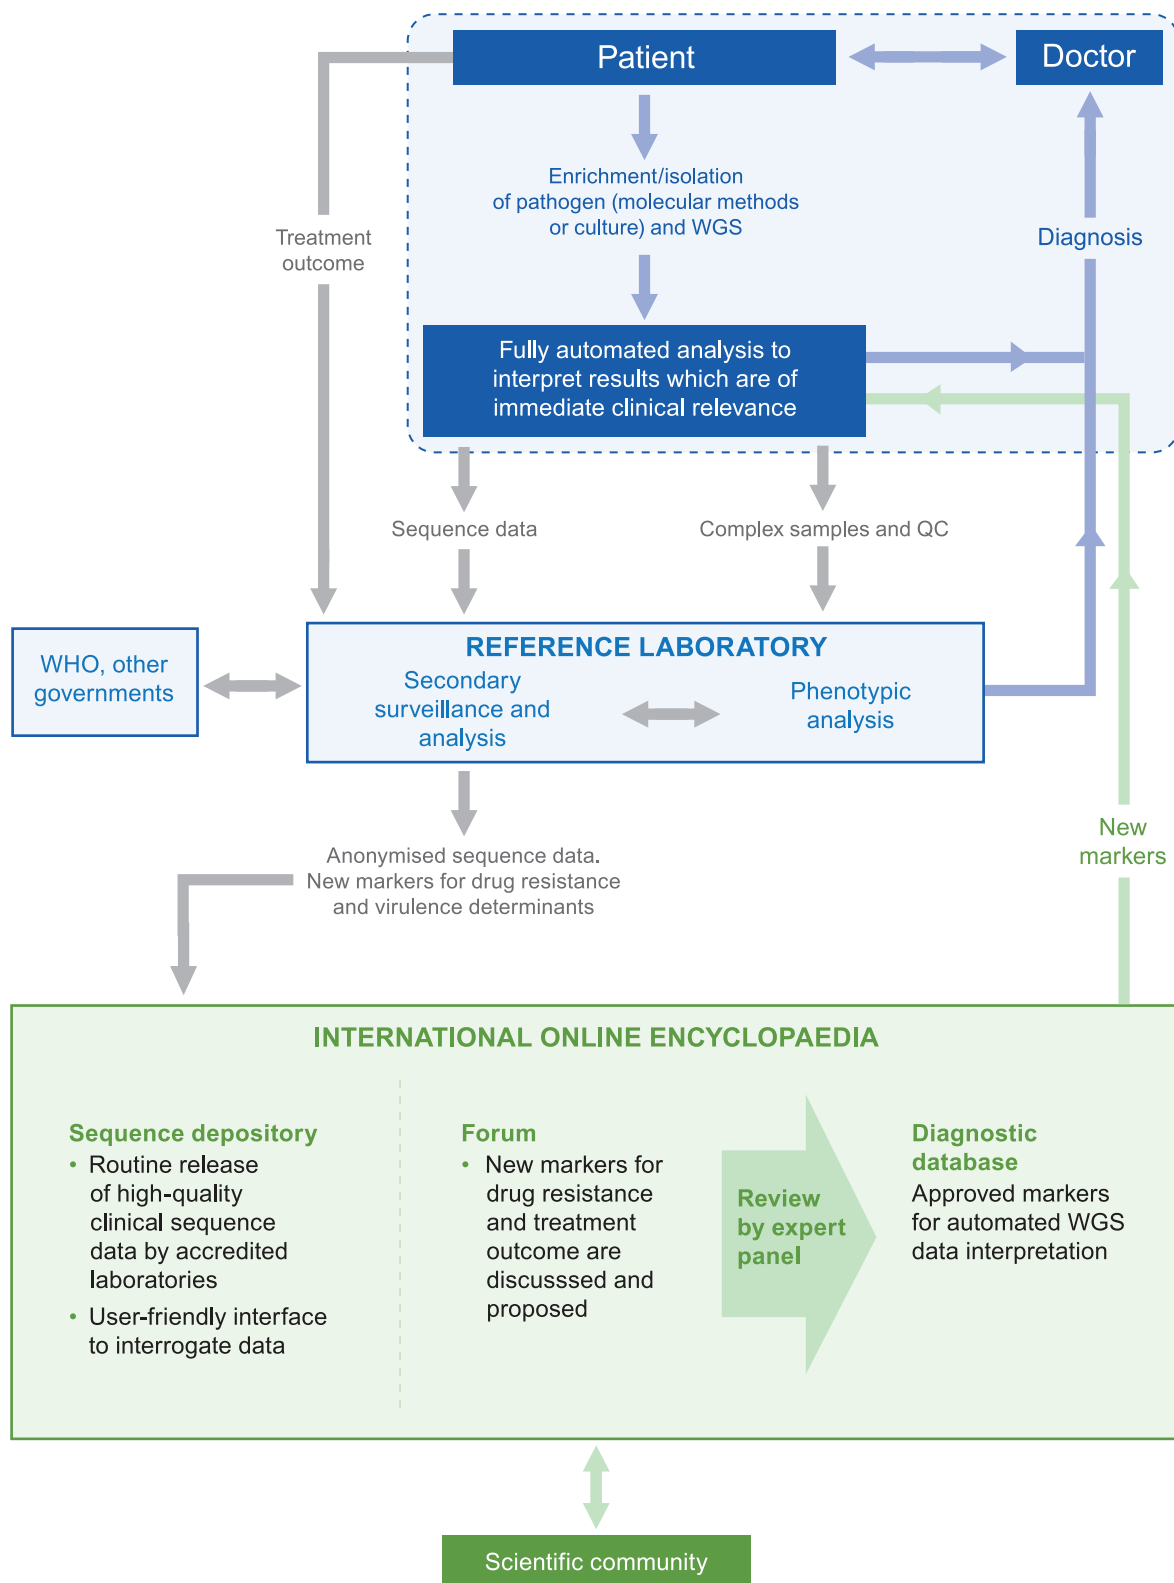 Patient
Doctor
Enrichment/isolation
of pathogen (molecular methods
or culture) and WGS
Treatment
outcome
Diagnosis
Fully automated analysis to
interpret results which are of
immediate clinical relevance
Sequence data
Complex samples and QC
WHO, other
governments
REFERENCE LABORATORY
Secondary
surveillance and
analysis
Phenotypic
analysis
New
markers
Anonymised sequence data.
New markers for drug resistance
and virulence determinants
INTERNATIONAL ONLINE ENCYCLOPAEDIA
Sequence depository
• Routine release
of high-quality
clinical sequence
data by accredited
laboratories
• User-friendly interface
to interrogate data
Forum
• New markers for
drug resistance
and treatment
outcome are
discusssed and
proposed
Review
by expert
panel
Diagnostic
database
Approved markers
for automated WGS
data interpretation
Scientific community